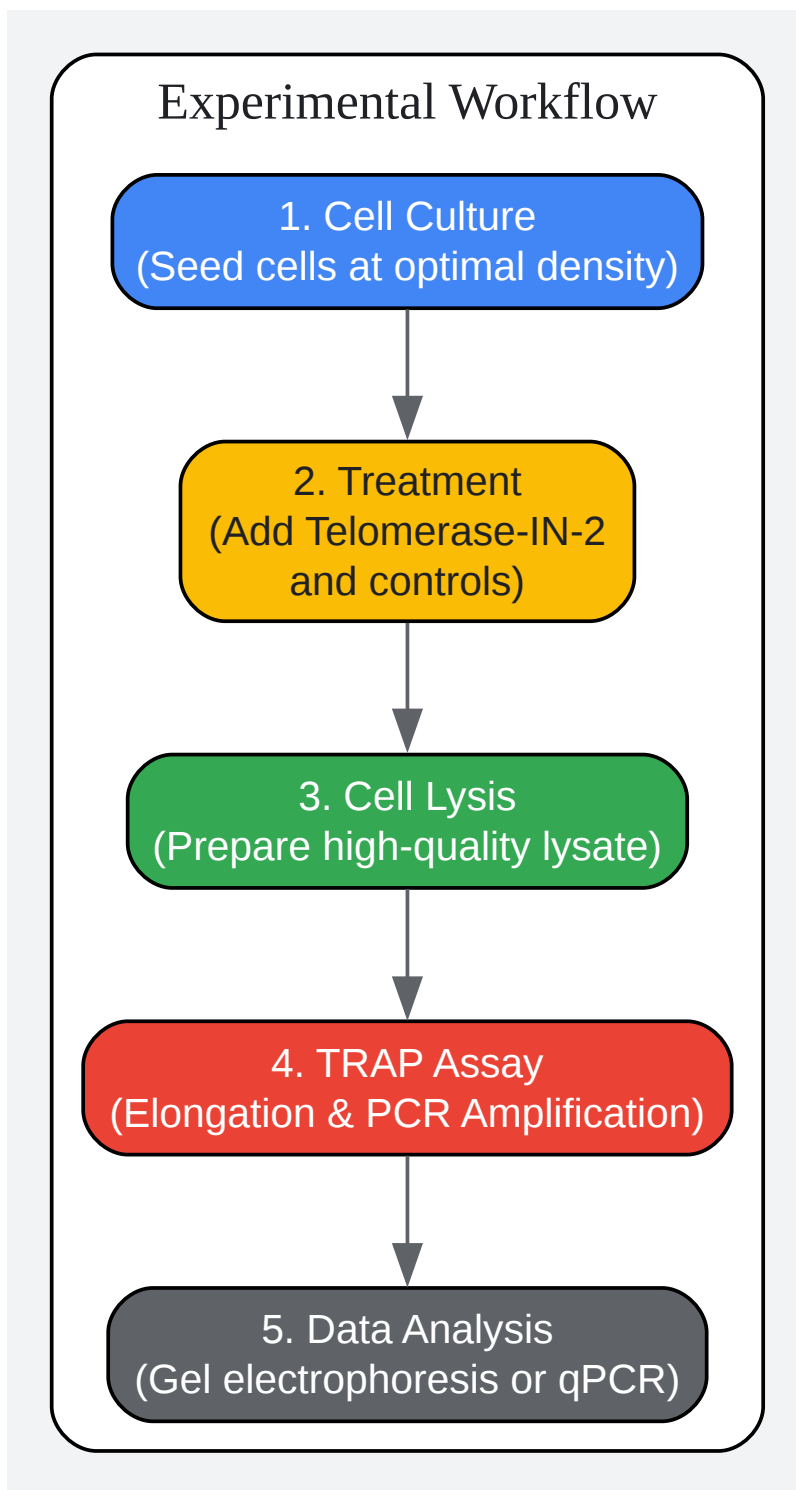 Experimental Workflow
1. Cell Culture
(Seed cells at optimal density)
2. Treatment
(Add Telomerase-IN-2
and controls)
3. Cell Lysis
(Prepare high-quality lysate)
4. TRAP Assay
(Elongation & PCR Amplification)
5. Data Analysis
(Gel electrophoresis or qPCR)